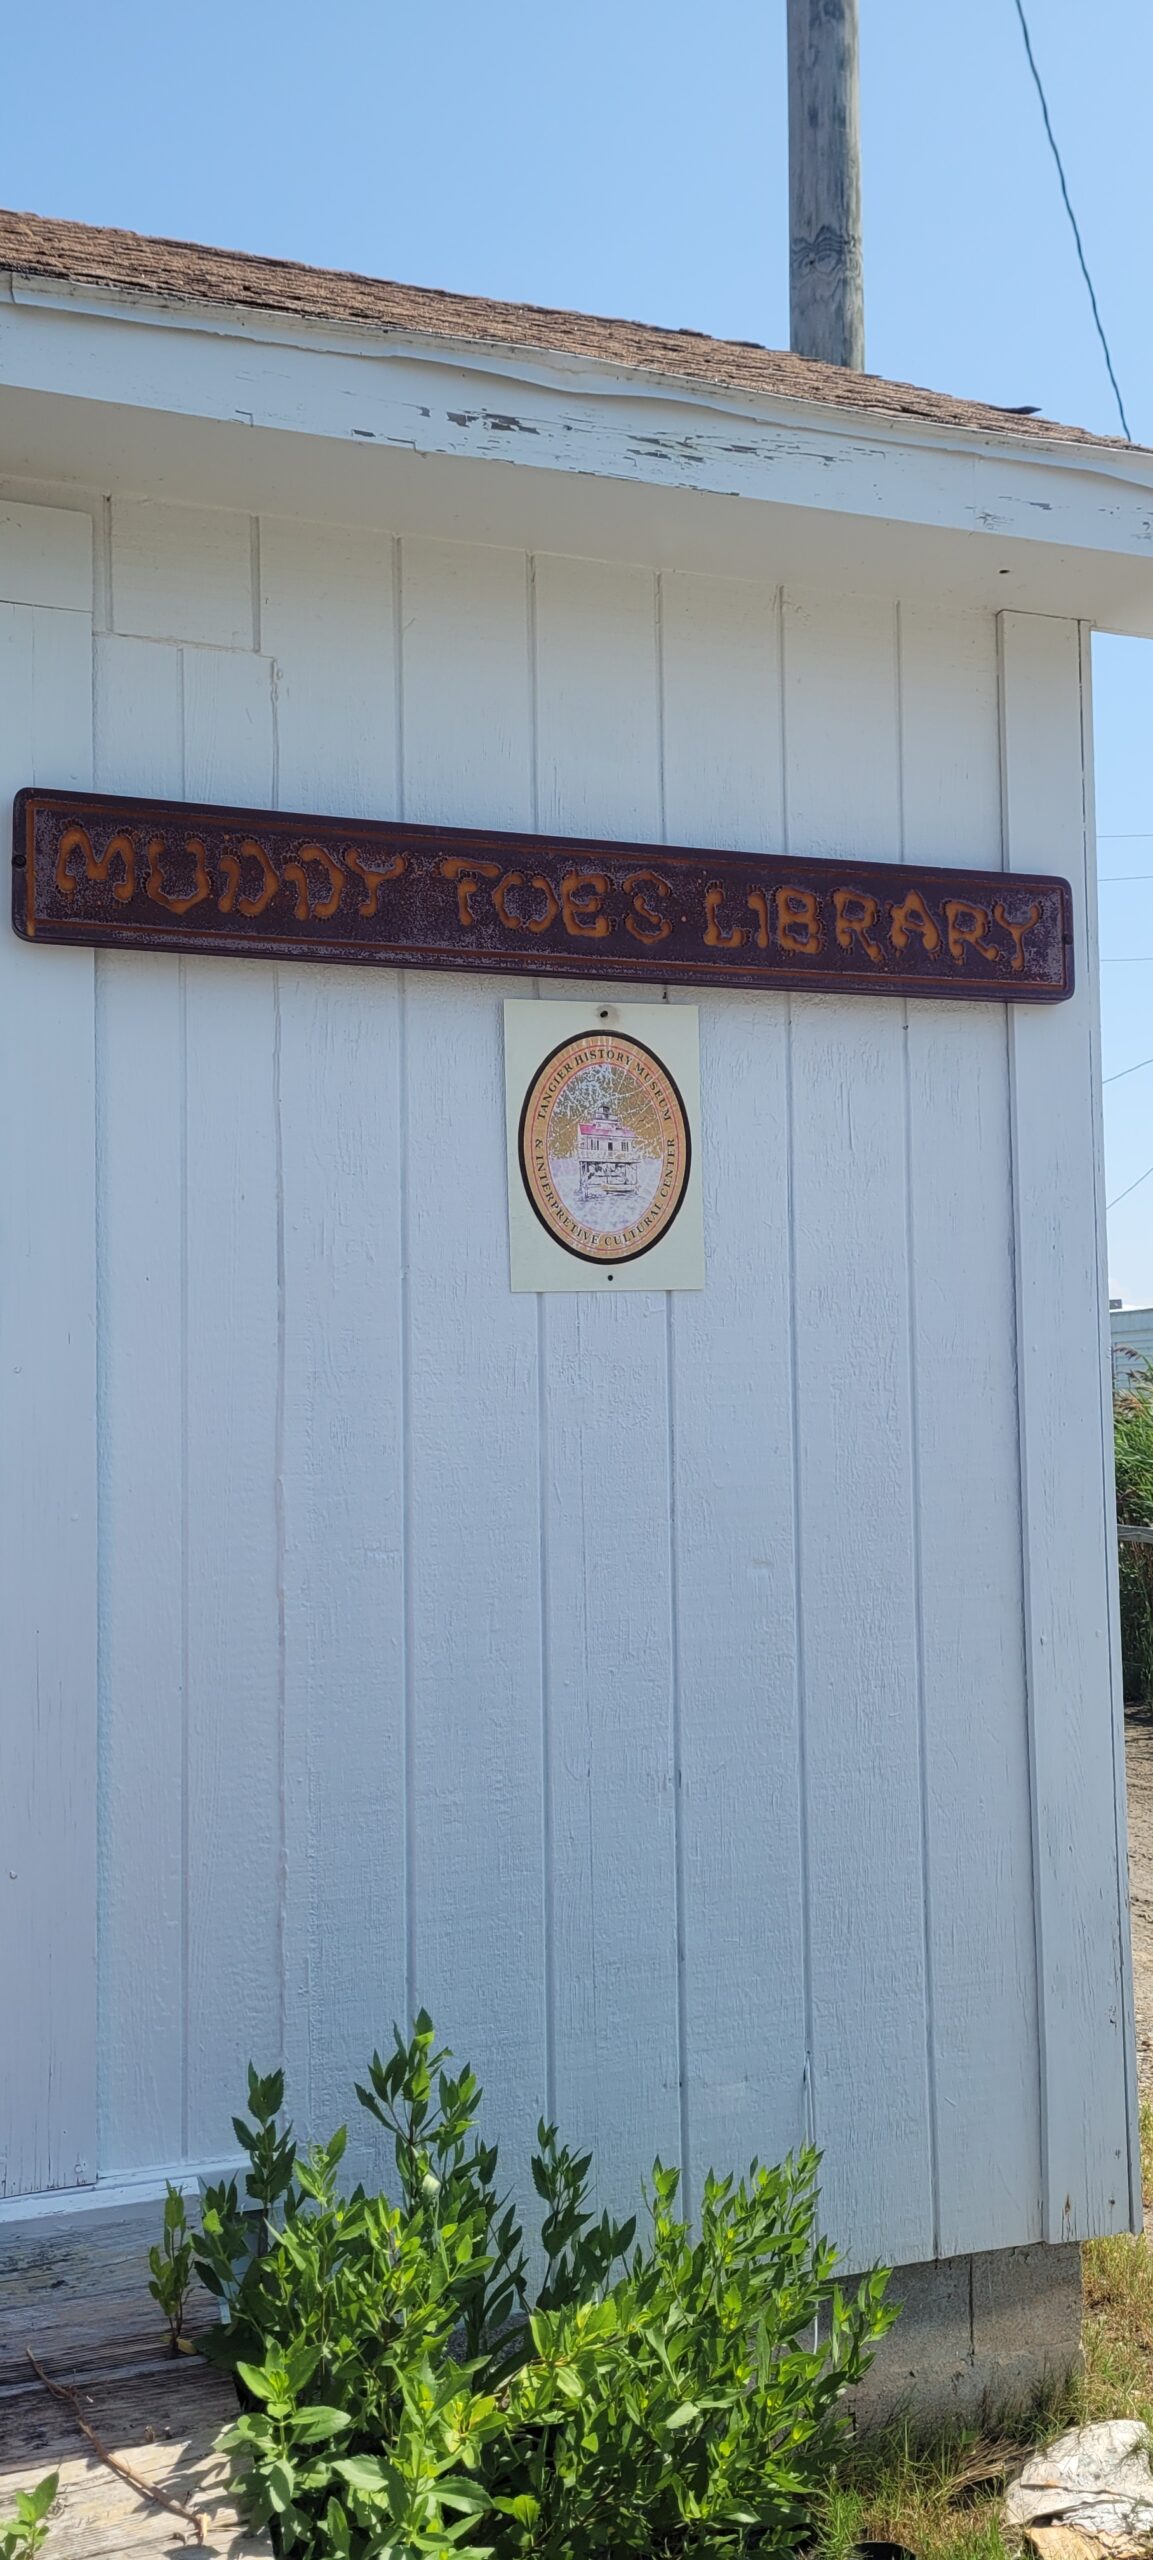 MUDDY TOES LIBRARY
TANGIER HISTORY MUSEUM
& INTERPRETIVE CULTURAL CENTER